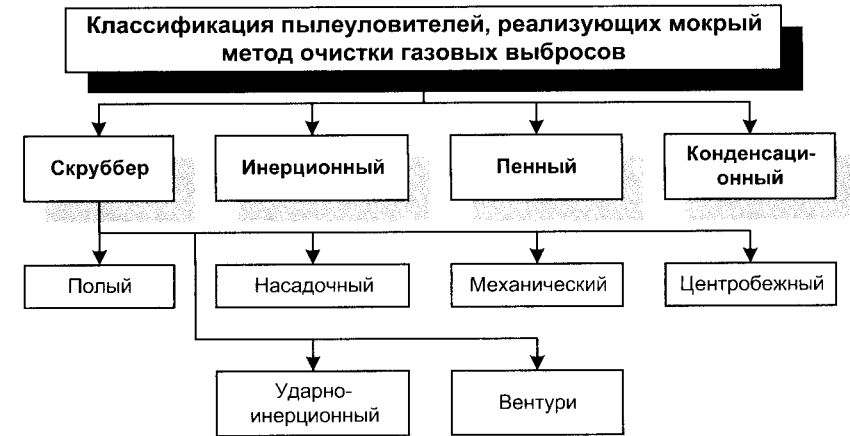 Классификация пылеуловителей, реализующих мокрый
метод очистки газовых выбросов
Скруббер
Инерционный
Пенный
Конденсаци-
онный
Полый
Насадочный
Механический
Центробежный
Ударно-
инерционный
Вентури